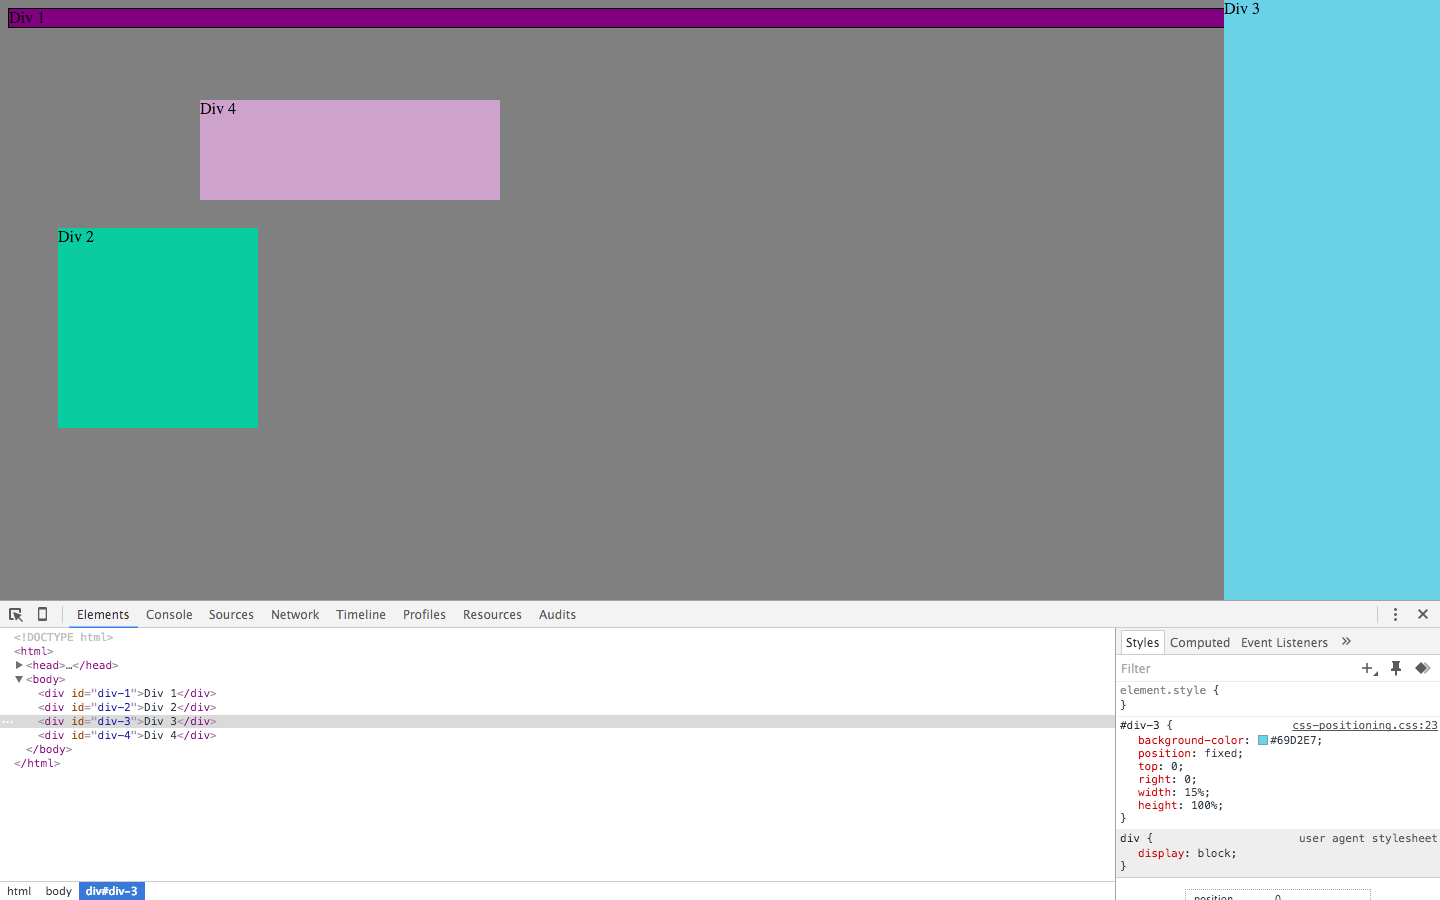 Div 1
Div 3
Div 4
Div 2
Elements Console Sources Network Timeline Profiles Resources Audits
<!DOCTYPE html>
<html>
<head>…</head>
<body>
<div id="div-1">Div 1</div>
<div id="div-2">Div 2</div>
<div id="div-3">Div 3</div>
<div id="div-4">Div 4</div>
</body>
</html>
html body div#div-3
Styles Computed Event Listeners »
Filter
element.style {
}
#div-3 { css-positioning.css:23
background-color: #69D2E7;
position: fixed;
top: 0;
right: 0;
width: 15%;
height: 100%;
}
div { user agent stylesheet
display: block;
}
position 0